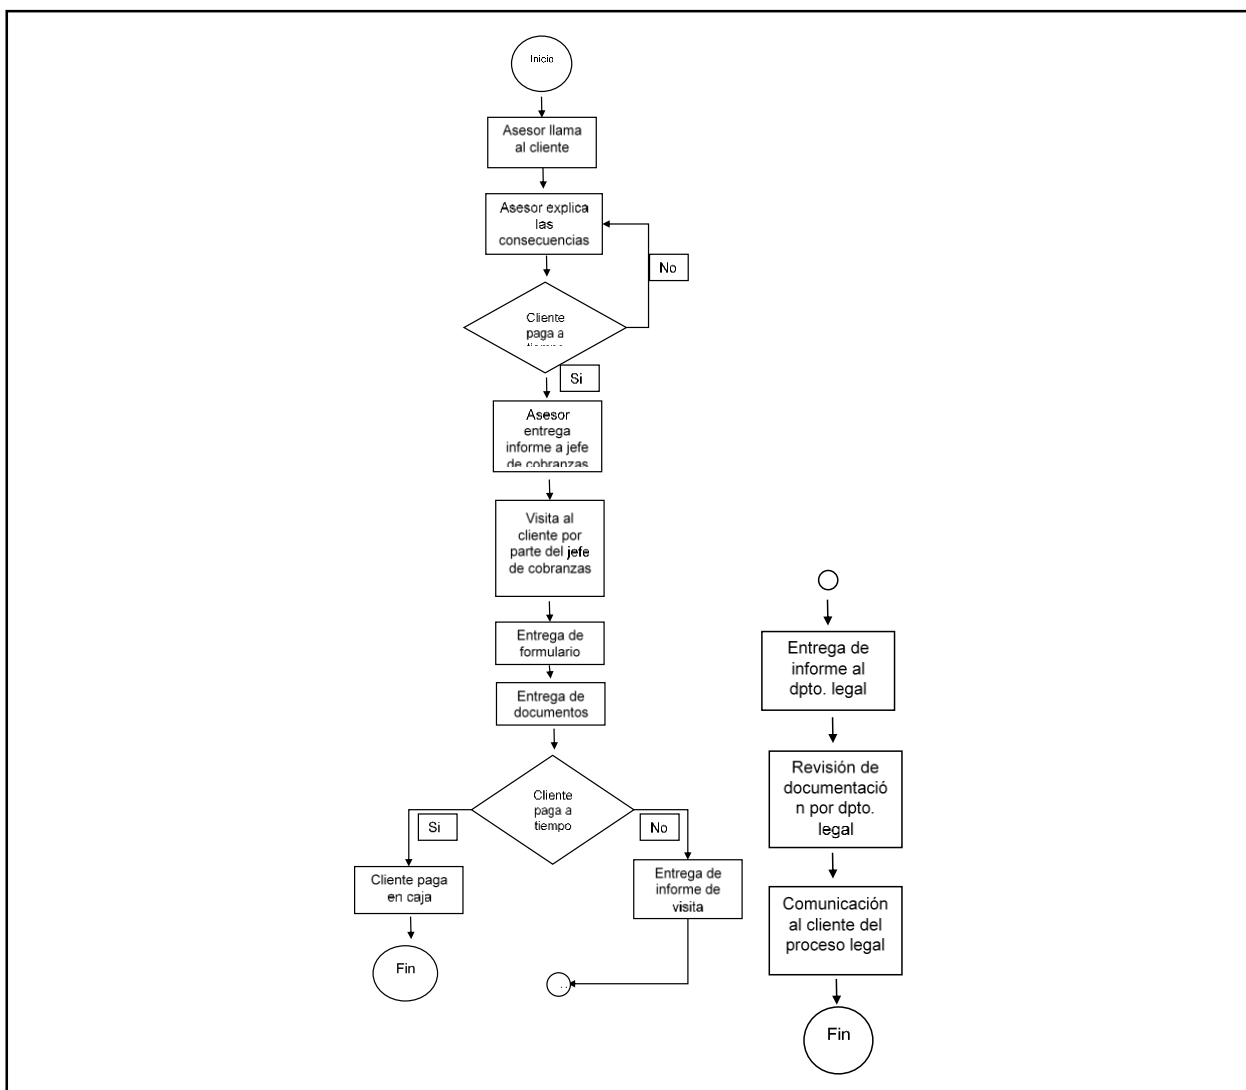 Inicio
Asesor llama
al cliente
Asesor explica
las
consecuencias
No
Cliente
paga a
tiempo
Si
Asesor
entrega
informe a jefe
de cobranzas
Visita al
cliente por
parte del jefe
de cobranzas
Entrega de
formulario
Entrega de
documentos
Cliente
paga a
tiempo
Si
No
Cliente paga
en caja
Entrega de
informe de
visita
Fin
Entrega de
informe al
dpto. legal
Revisión de
documentació
n por dpto.
legal
Comunicación
al cliente del
proceso legal
Fin